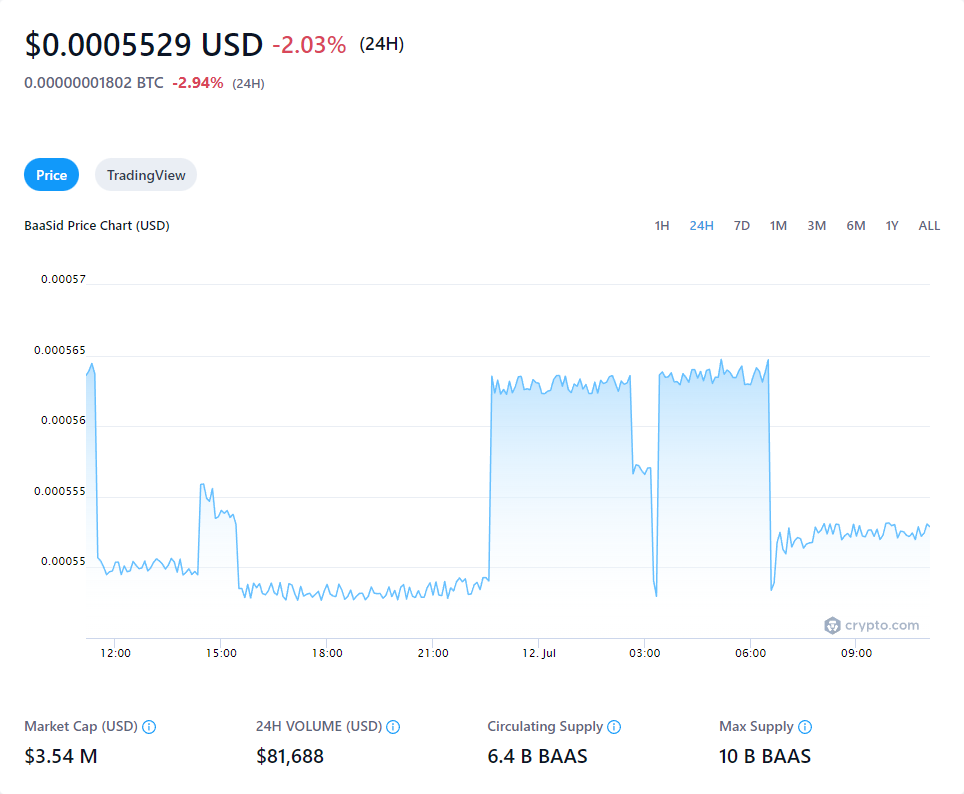 $0.0005529 USD -2.03% (24H)
0.00000001802 BTC -2.94% (24H)
Price TradingView
BaaSid Price Chart (USD) 1H 24H 7D 1M 3M 6M 1Y ALL
0.00057
0.000565
0.00056
0.000555
0.00055
crypto.com
12:00 15:00 18:00 21:00 12. Jul 03:00 06:00 09:00
Market Cap (USD) 24H VOLUME (USD) Circulating Supply Max Supply
$3.54 M $81,688 6.4 B BAAS 10 B BAAS